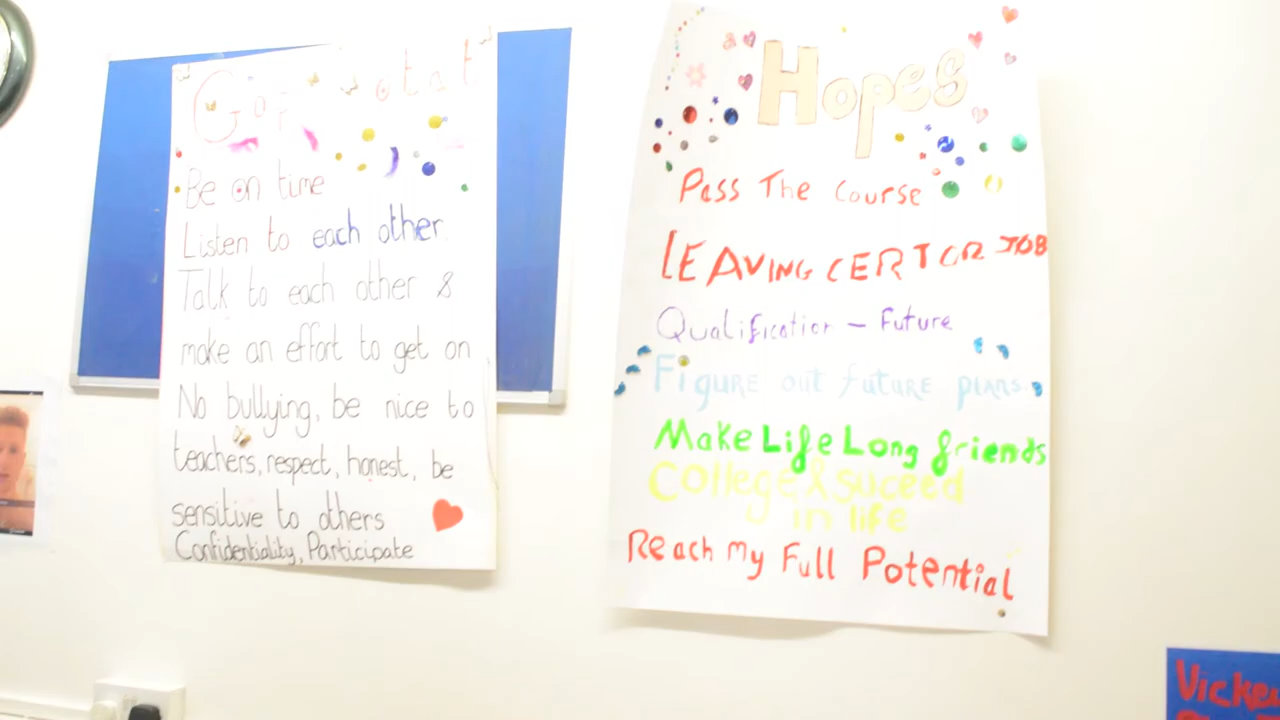 Be on time
Listen to each other.
Talk to each other &
make an effort to get on
No bullying, be nice to
teachers, respect, honest, be
sensitive to others
Confidentiality, Participate
Hopes
Pass The Course
LEAVING CERT OR JOB
Qualification – Future
Figure out future plans.
Make Life Long friends
College & suceed
in life
Reach My Full Potential